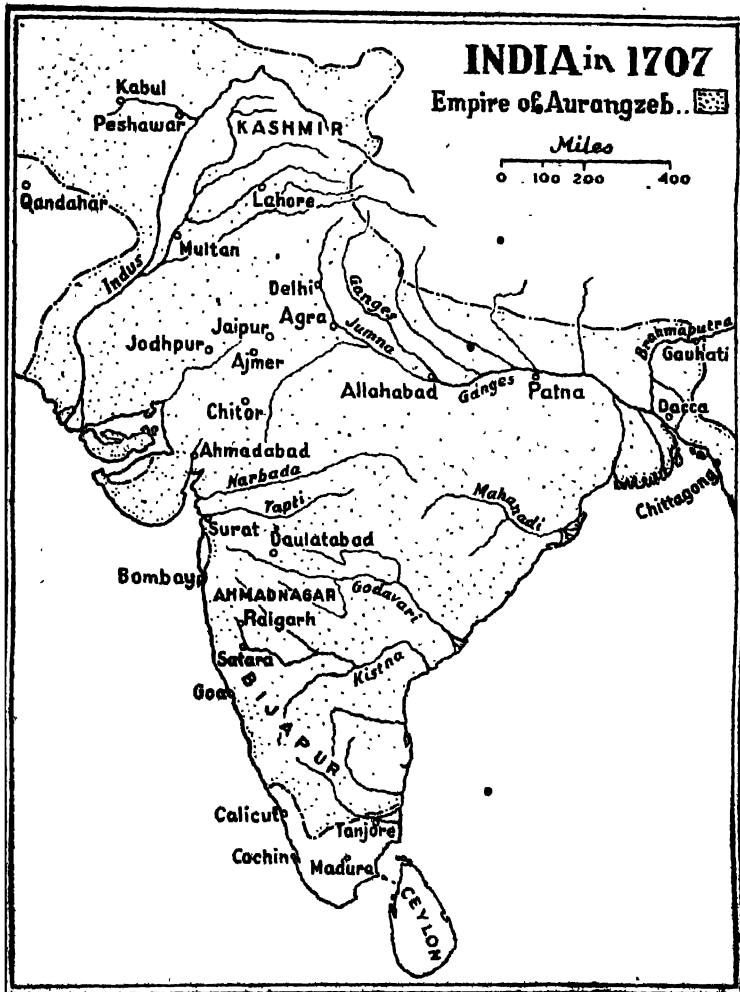 INDIA in 1707
Empire of Aurangzeb..
Miles
0 100 200 400
Kabul
Peshawar
KASHMIR
Qandahar
Lahore
Multan
Indus
Delhi
Ganges
Agra
Jumna
Jaipur
Jodhpur
Ajmer
Brahmaputra
Gauhati
Allahabad
Ganges
Patna
Chitor
Dacca
Ahmadabad
Narbada
Tapti
Mahanadi
Chittagong
Surat
Daulatabad
Bombay
AHMADNAGAR
Godavari
Raigarh
Satara
Kistna
Goa
BIJAPUR
Calicut
Tanjore
Cochin
Madura
CEYLON